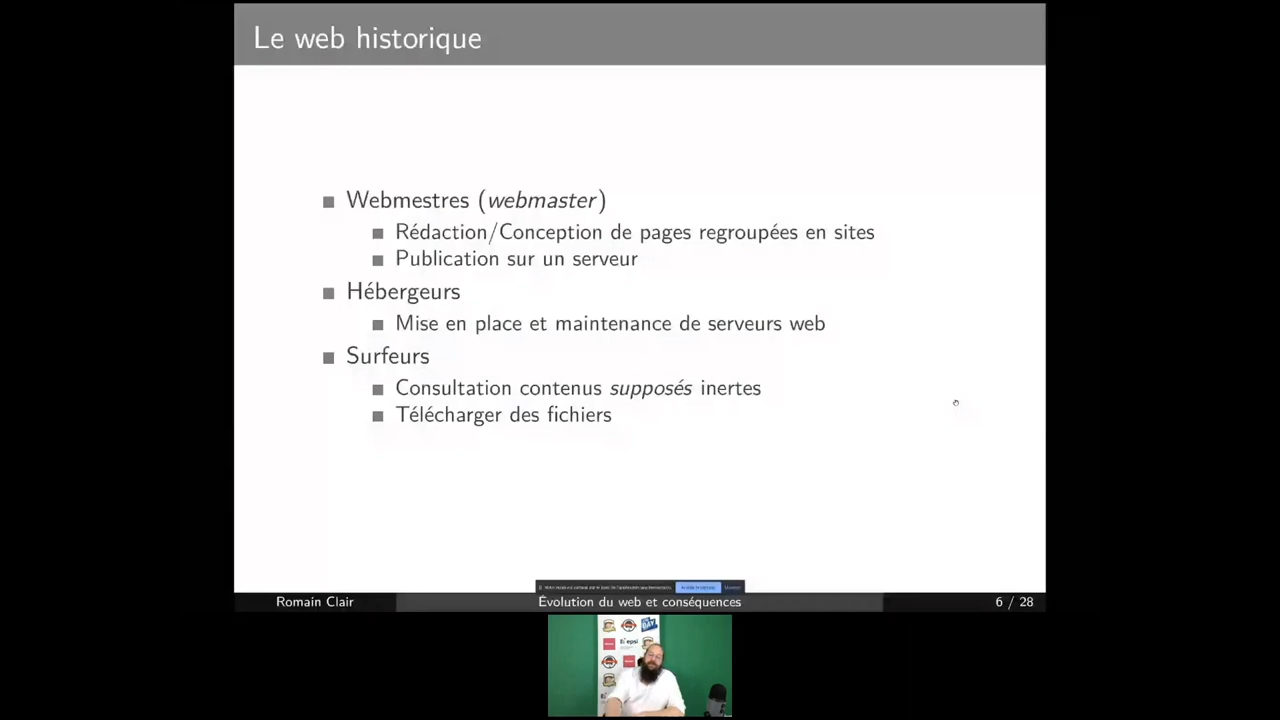 Le web historique
Webmestres (webmaster)
Rédaction/Conception de pages regroupées en sites
Publication sur un serveur
Hébergeurs
Mise en place et maintenance de serveurs web
Surfeurs
Consultation contenus supposés inertes
Télécharger des fichiers
Romain Clair
Évolution du web et conséquences
6 / 28
epsi